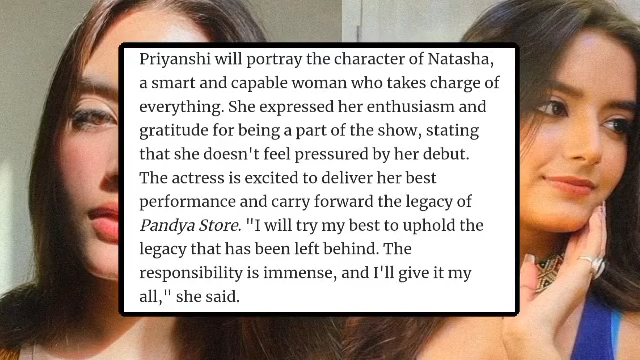 Priyanshi will portray the character of Natasha,
a smart and capable woman who takes charge of
everything. She expressed her enthusiasm and
gratitude for being a part of the show, stating
that she doesn't feel pressured by her debut.
The actress is excited to deliver her best
performance and carry forward the legacy of
Pandya Store. "I will try my best to uphold the
legacy that has been left behind. The
responsibility is immense, and I'll give it my
all," she said.